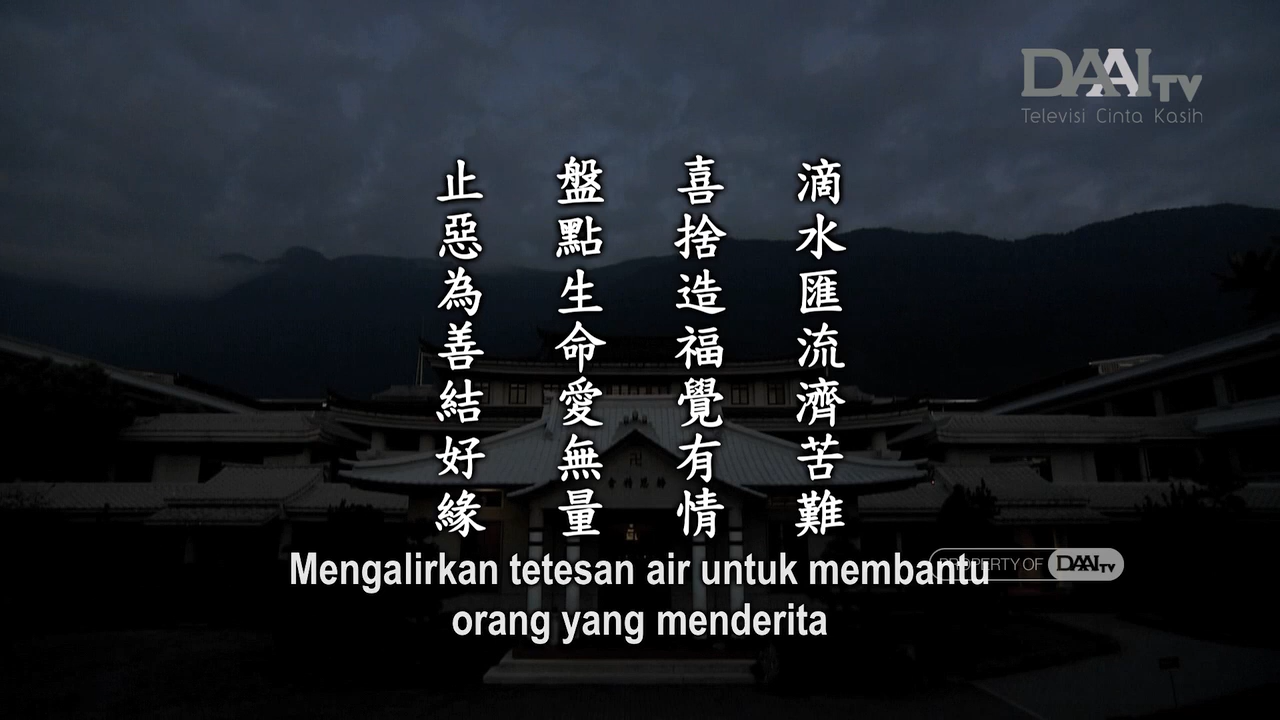 DAAI TV
Televisi Cinta Kasih
滴水匯流濟苦難
喜捨造福覺有情
盤點生命愛無量
止惡為善結好緣
Mengalirkan tetesan air untuk membantu
orang yang menderita
PROPERTY OF DAAI TV